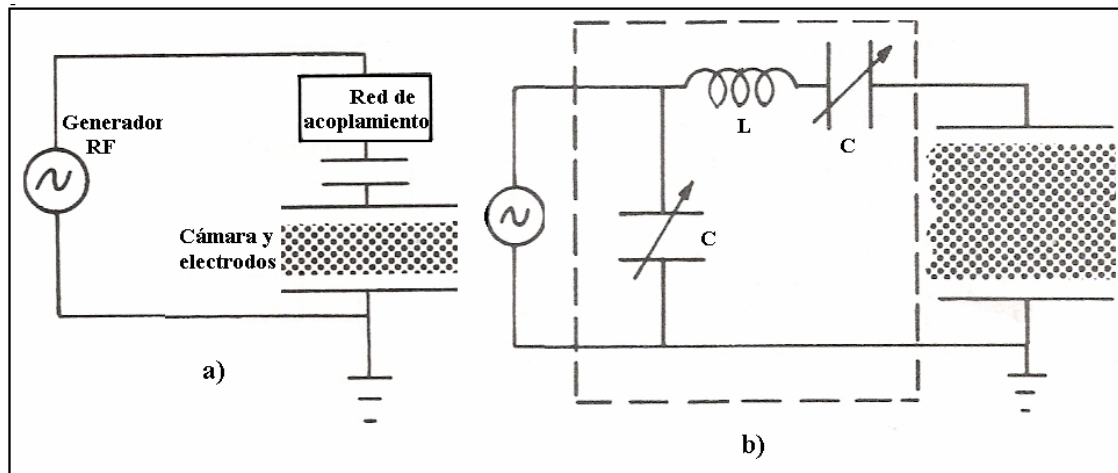 Generador
RF
Red de
acoplamiento
Cámara y
electrodos
a)
L
C
C
b)